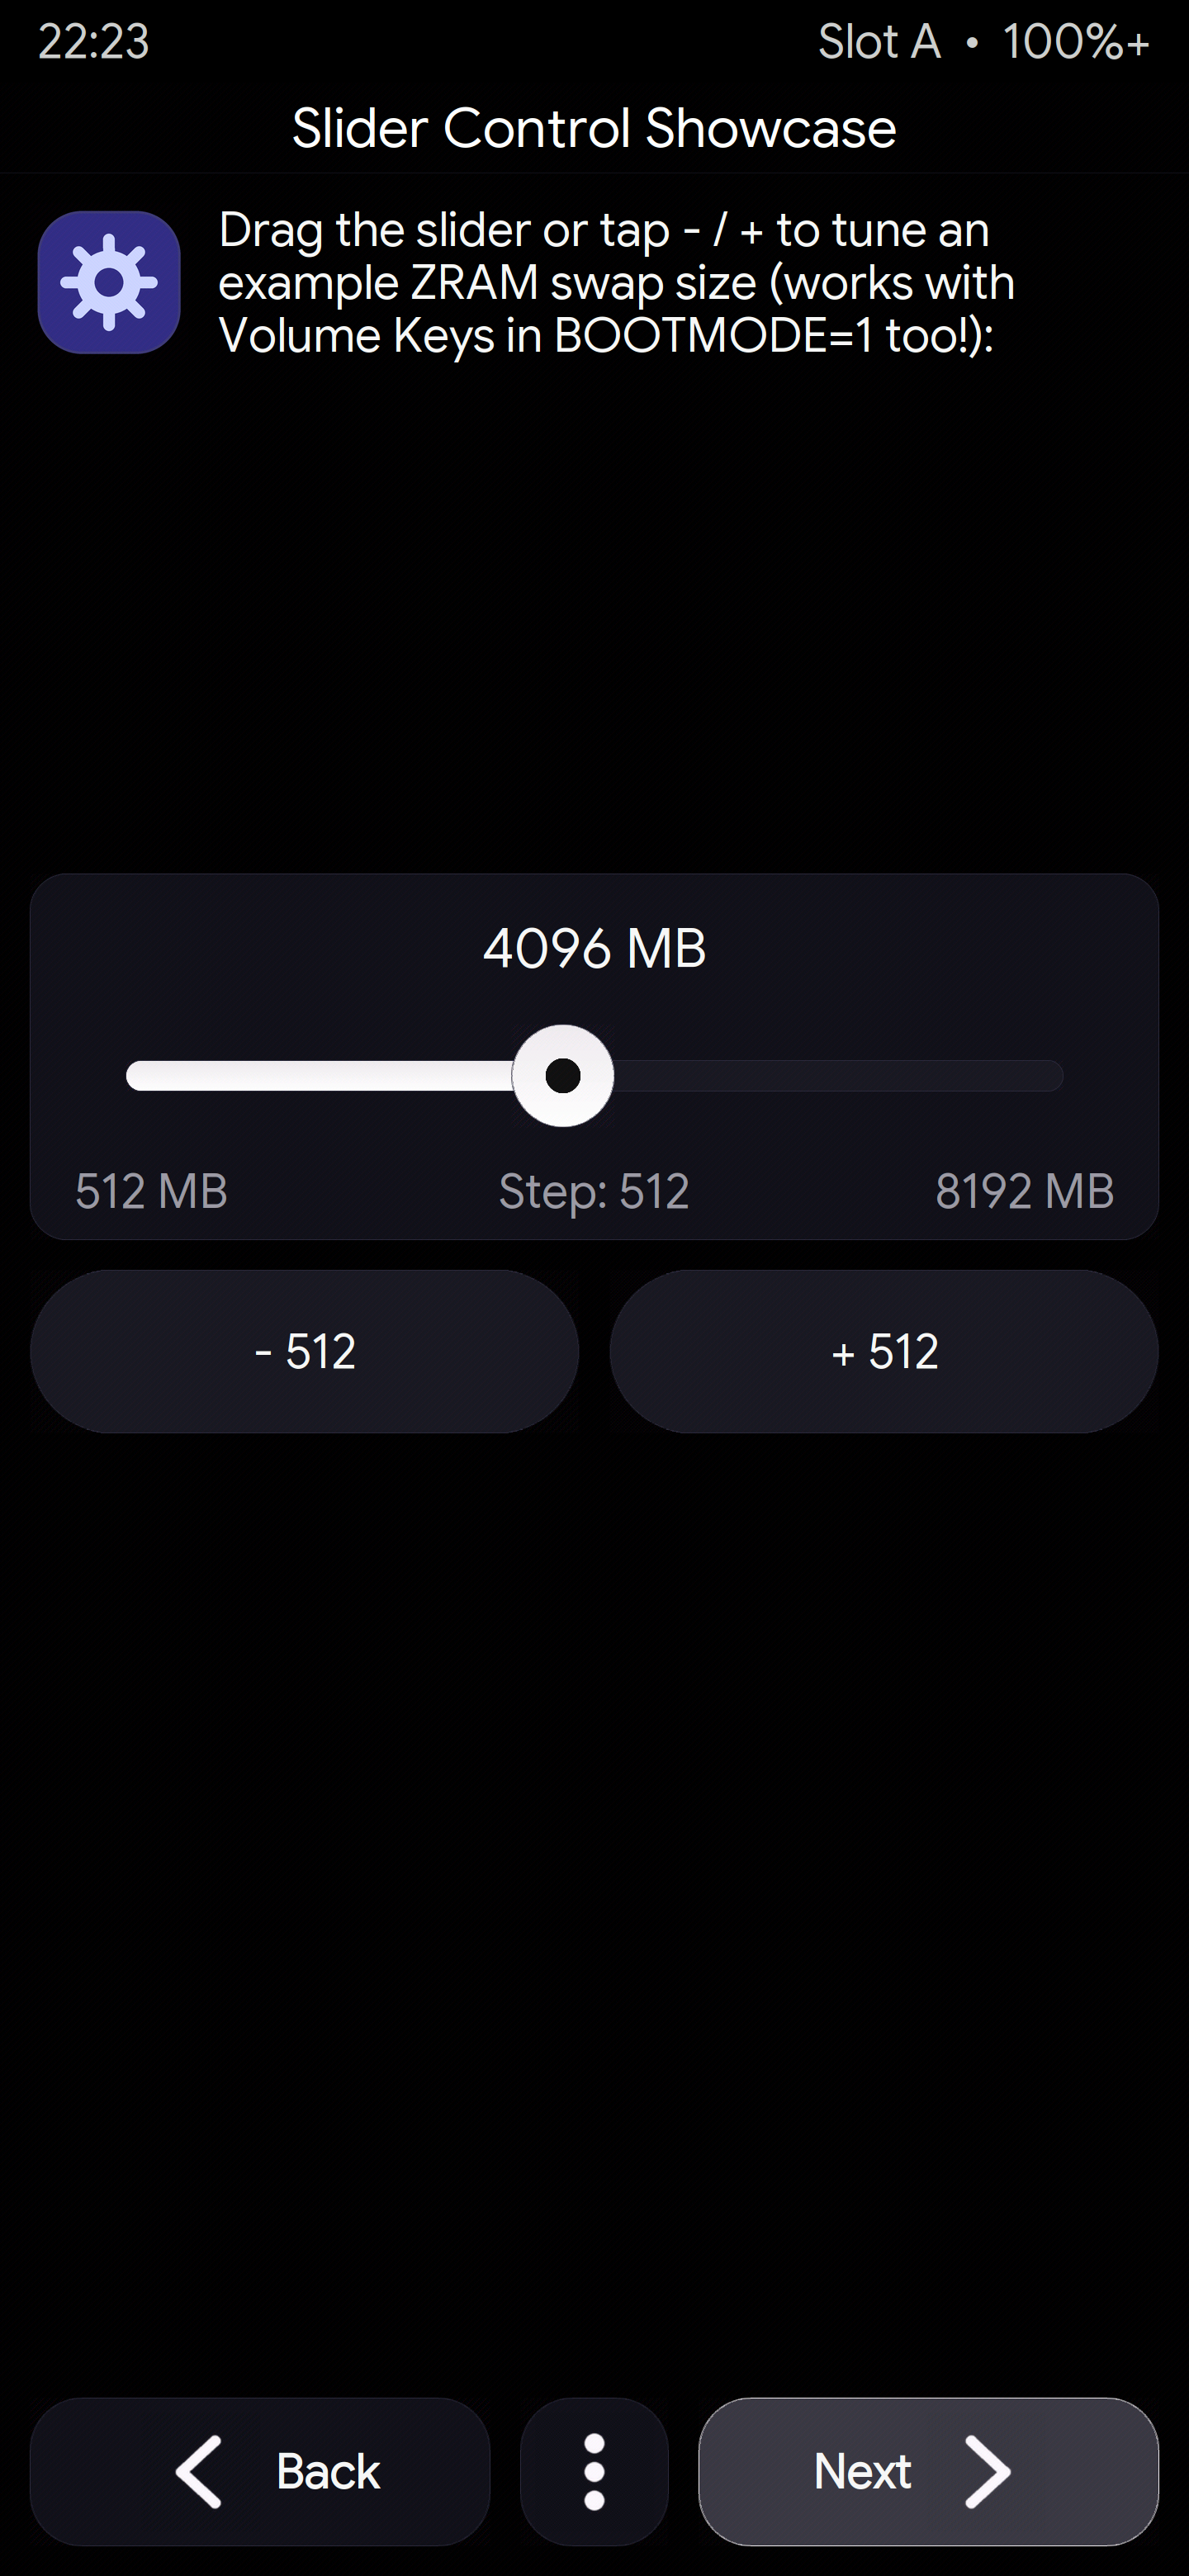 22:23
Slot A • 100%+
Slider Control Showcase
Drag the slider or tap - / + to tune an
example ZRAM swap size (works with
Volume Keys in BOOTMODE=1 too!):
4096 MB
512 MB
Step: 512
8192 MB
- 512
+ 512
Back
Next